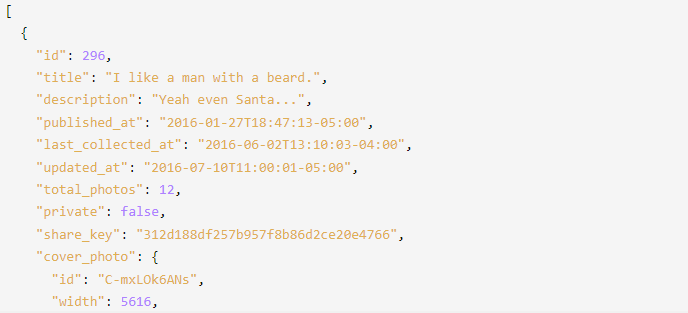 [
  {
    "id": 296,
    "title": "I like a man with a beard.",
    "description": "Yeah even Santa...",
    "published_at": "2016-01-27T18:47:13-05:00",
    "last_collected_at": "2016-06-02T13:10:03-04:00",
    "updated_at": "2016-07-10T11:00:01-05:00",
    "total_photos": 12,
    "private": false,
    "share_key": "312d188df257b957f8b86d2ce20e4766",
    "cover_photo": {
      "id": "C-mxLOk6ANs",
      "width": 5616,